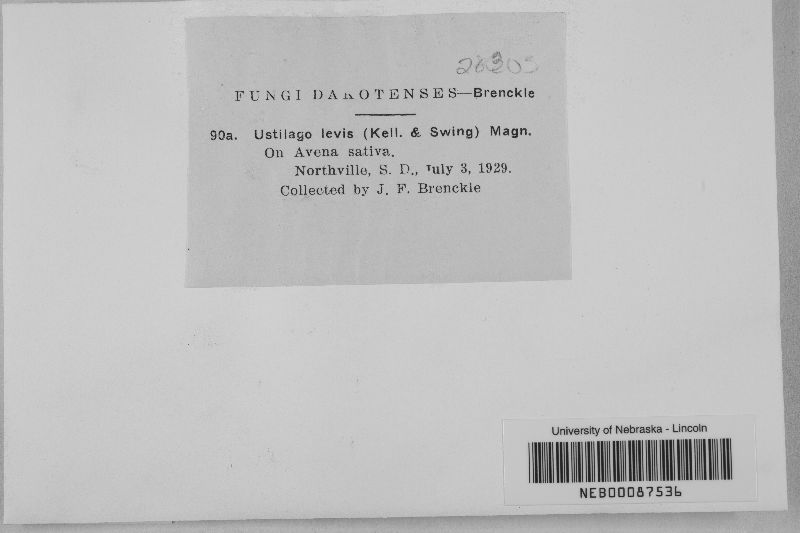 26303
FUNGI DAKOTENSES—Brenckle
90a. Ustilago levis (Kell. & Swing) Magn.
On Avena sativa.
Northville, S. D., July 3, 1929.
Collected by J. F. Brenckle
University of Nebraska - Lincoln
NEB00087536